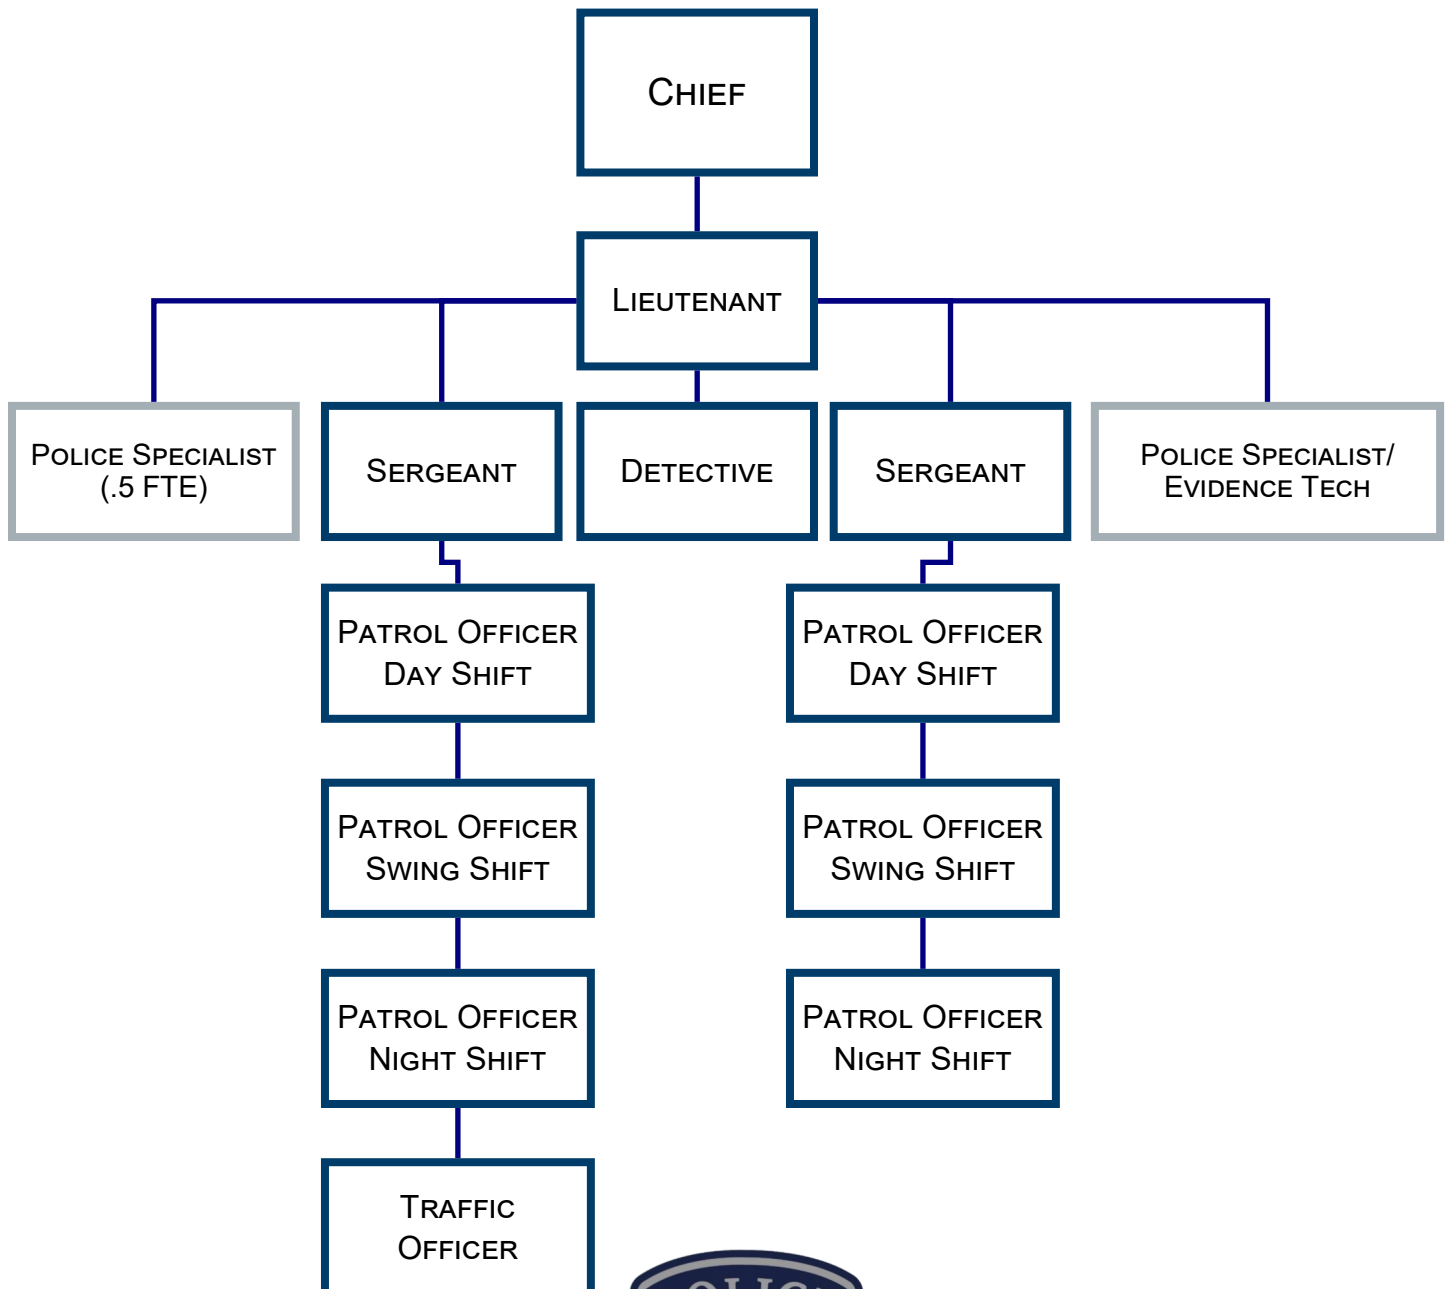 CHIEF
LIEUTENANT
POLICE SPECIALIST
(.5 FTE)
SERGEANT
DETECTIVE
SERGEANT
POLICE SPECIALIST/
EVIDENCE TECH
PATROL OFFICER
DAY SHIFT
PATROL OFFICER
DAY SHIFT
PATROL OFFICER
SWING SHIFT
PATROL OFFICER
SWING SHIFT
PATROL OFFICER
NIGHT SHIFT
PATROL OFFICER
NIGHT SHIFT
TRAFFIC
OFFICER